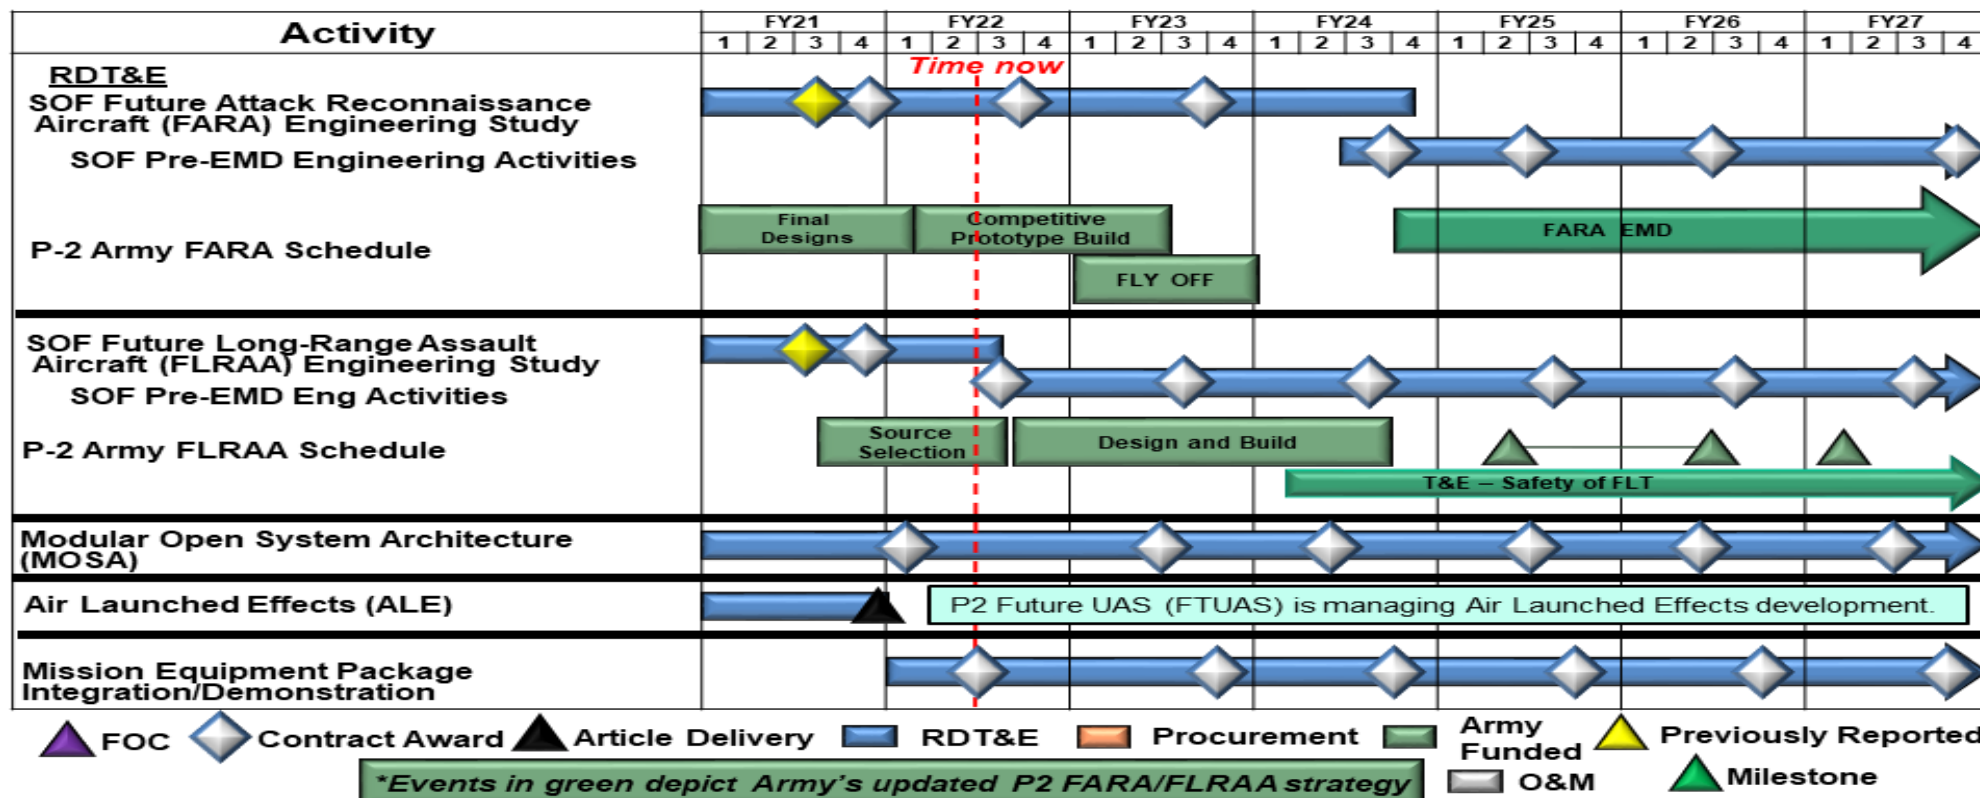 Activity
FY21 FY22 FY23 FY24 FY25 FY26 FY27
1 2 3 4 1 2 3 4 1 2 3 4 1 2 3 4 1 2 3 4 1 2 3 4 1 2 3 4
Time now
RDT&E
SOF Future Attack Reconnaissance
Aircraft (FARA) Engineering Study
SOF Pre-EMD Engineering Activities
P-2 Army FARA Schedule
Final
Designs
Competitive
Prototype Build
FARA EMD
FLY OFF
SOF Future Long-Range Assault
Aircraft (FLRAA) Engineering Study
SOF Pre-EMD Eng Activities
P-2 Army FLRAA Schedule
Source
Selection
Design and Build
T&E – Safety of FLT
Modular Open System Architecture
(MOSA)
Air Launched Effects (ALE)
P2 Future UAS (FTUAS) is managing Air Launched Effects development.
Mission Equipment Package
Integration/Demonstration
FOC
Contract Award
Article Delivery
RDT&E
Procurement
Army
Funded
Previously Reported
*Events in green depict Army's updated P2 FARA/FLRAA strategy
O&M
Milestone